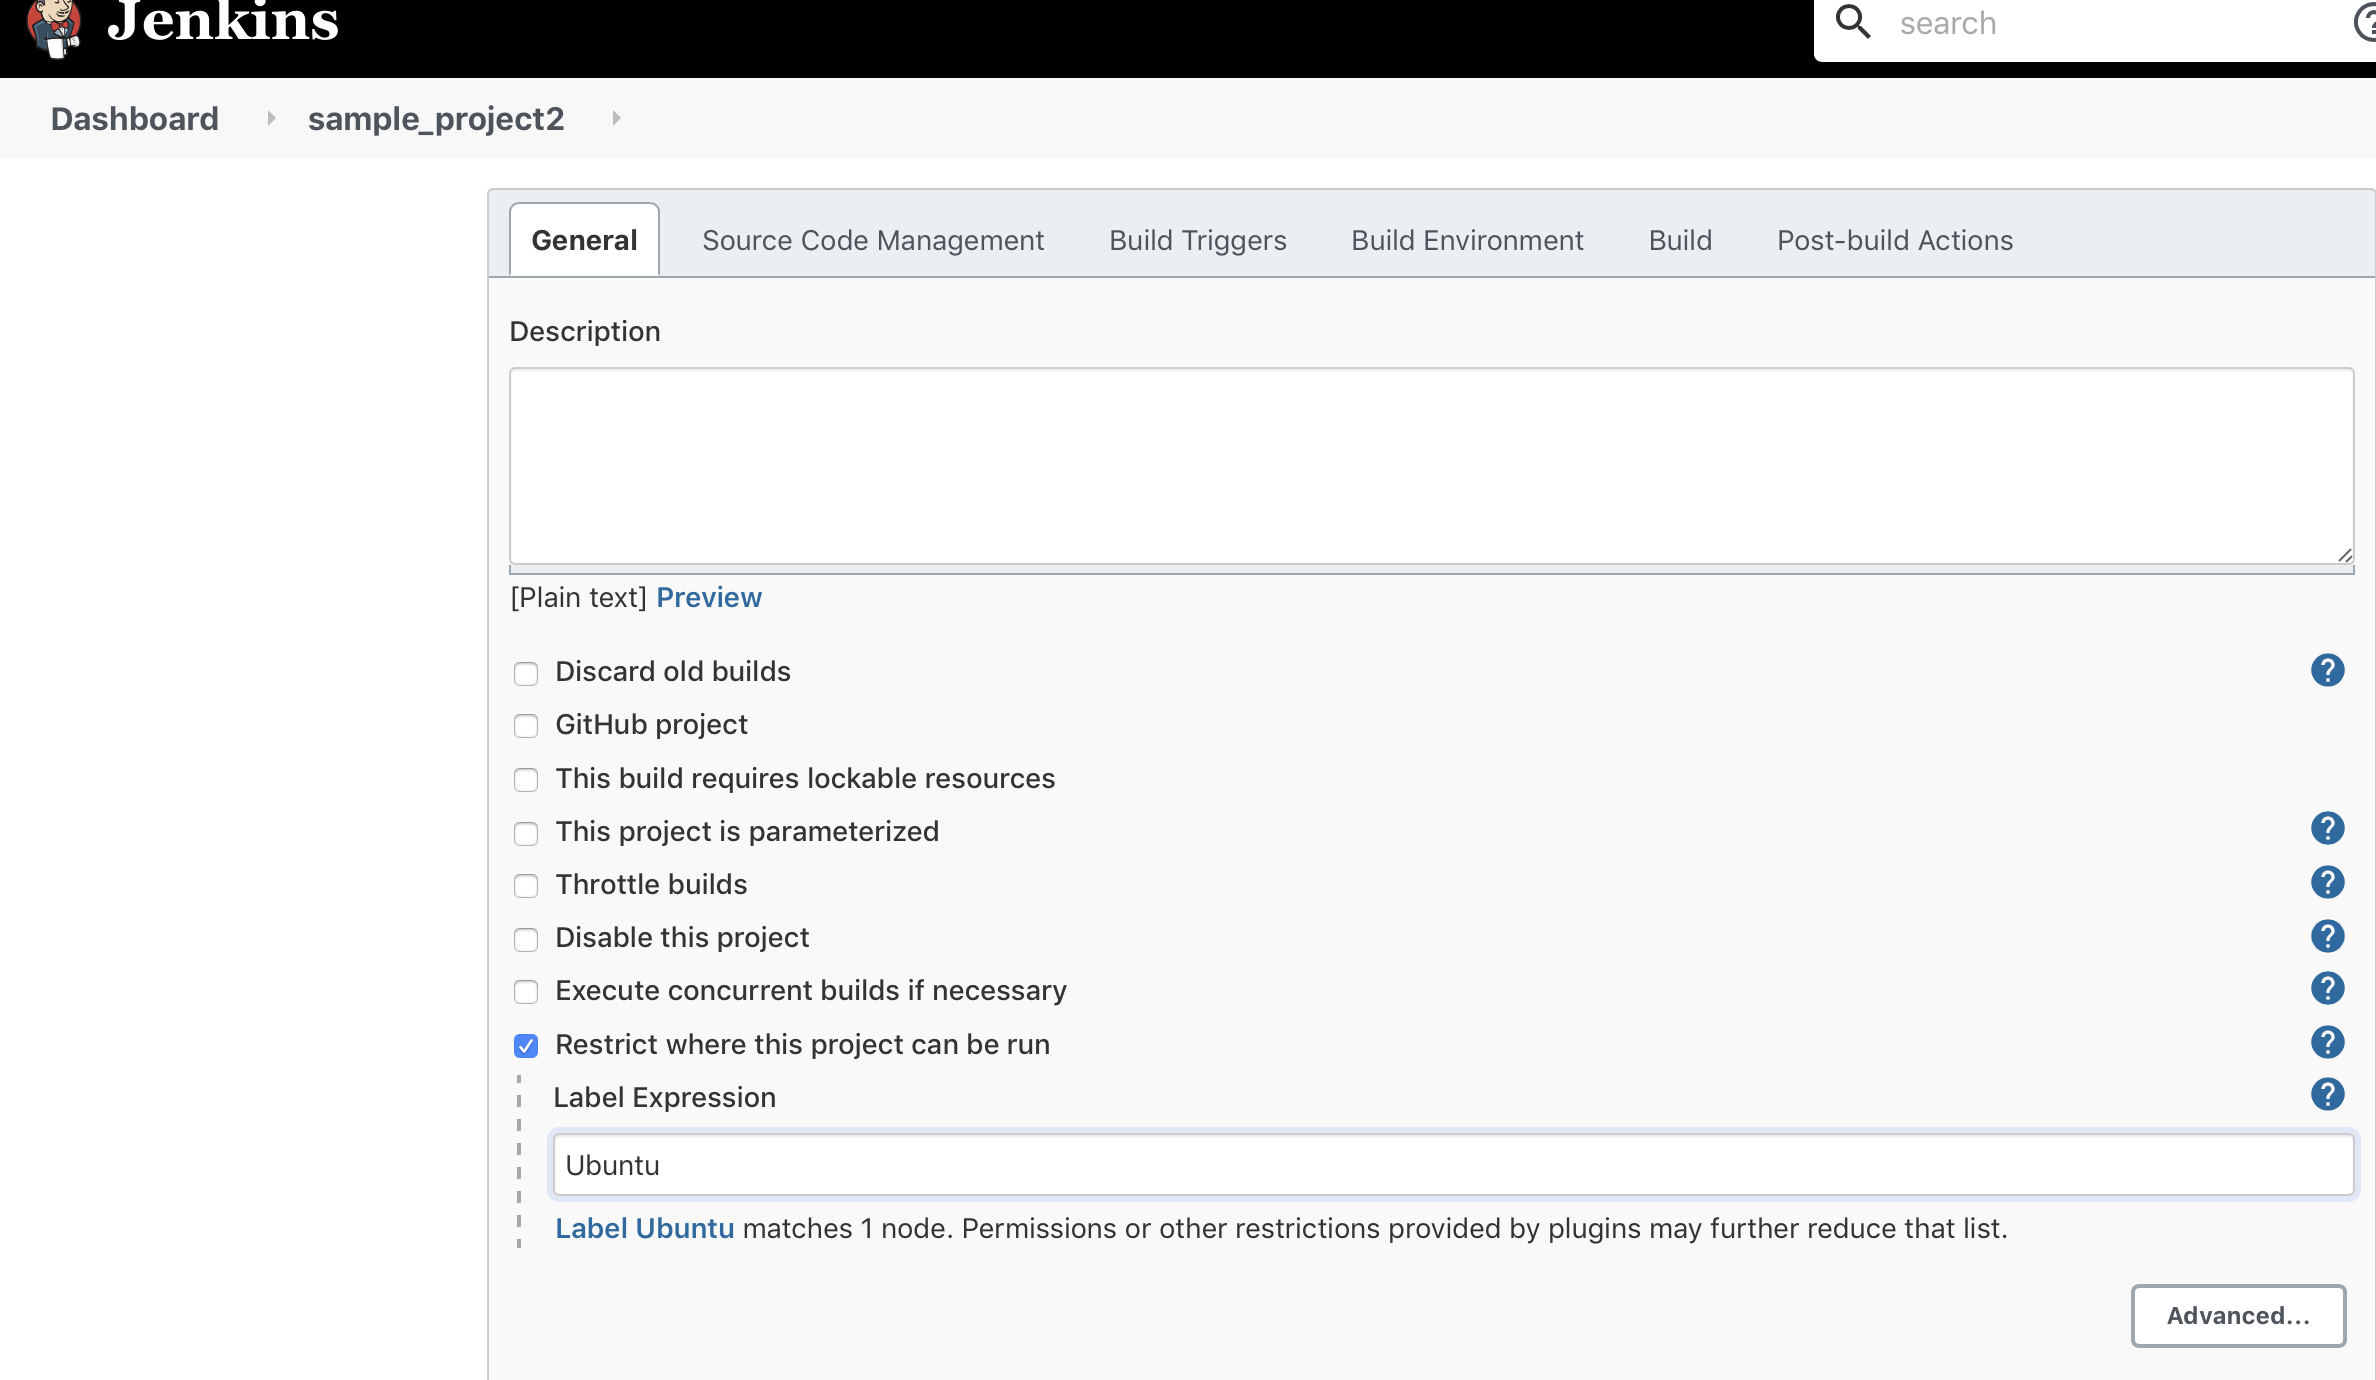 Jenkins
search
Dashboard sample_project2
General Source Code Management Build Triggers Build Environment Build Post-build Actions
Description
[Plain text] Preview
Discard old builds ?
GitHub project
This build requires lockable resources
This project is parameterized ?
Throttle builds ?
Disable this project ?
Execute concurrent builds if necessary ?
Restrict where this project can be run ?
Label Expression ?
Ubuntu
Label Ubuntu matches 1 node. Permissions or other restrictions provided by plugins may further reduce that list.
Advanced...